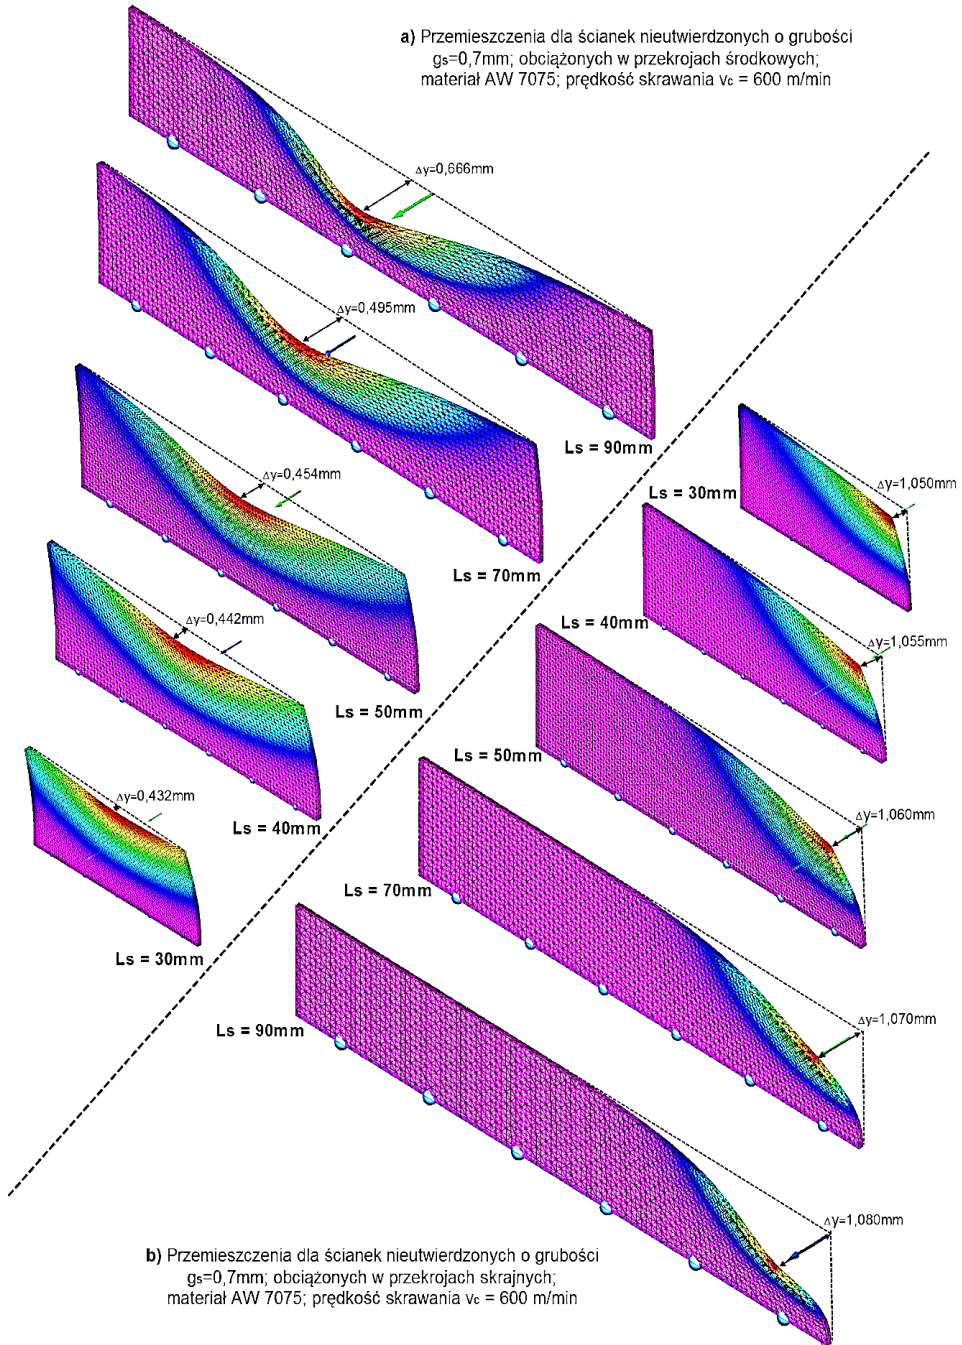 a) Przemieszczenia dla ścianek nieutwierdzonych o grubości
gs=0,7mm; obciążonych w przekrojach środkowych;
materiał AW 7075; prędkość skrawania vc = 600 m/min
Δy=0,666mm
Ls = 90mm
Δy=0,495mm
Ls = 70mm
Δy=0,454mm
Ls = 50mm
Δy=0,442mm
Ls = 40mm
Δy=0,432mm
Ls = 30mm
Δy=1,050mm
Ls = 30mm
Δy=1,055mm
Ls = 40mm
Δy=1,060mm
Ls = 50mm
Δy=1,070mm
Ls = 70mm
Δy=1,080mm
Ls = 90mm
b) Przemieszczenia dla ścianek nieutwierdzonych o grubości
gs=0,7mm; obciążonych w przekrojach skrajnych;
materiał AW 7075; prędkość skrawania vc = 600 m/min